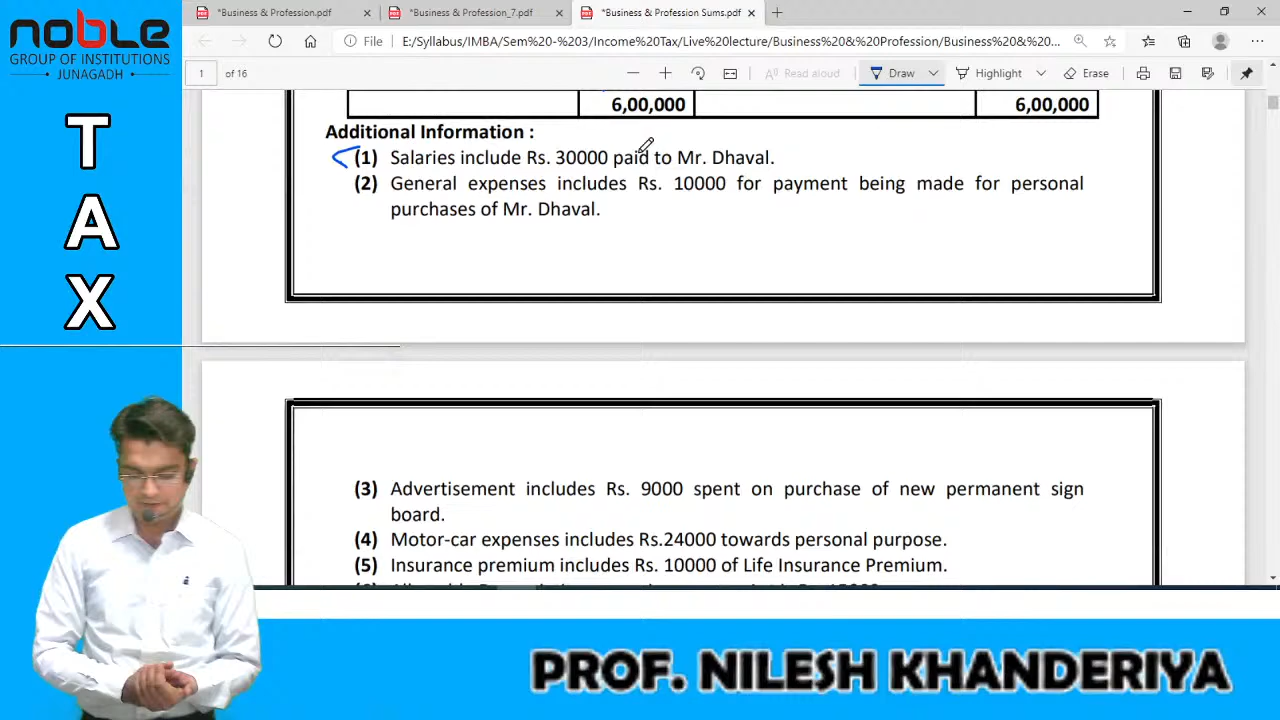 noble
GROUP OF INSTITUTIONS
JUNAGADH
TAX
*Business & Profession.pdf
*Business & Profession_7.pdf
*Business & Profession Sums.pdf
File
E:/Syllabus/IMBA/Sem%20-%203/Income%20Tax/Live%20lecture/Business%20&%20Profession/Business%20&%20...
1 of 16
Read aloud
Draw
Highlight
Erase
6,00,000 6,00,000
Additional Information :
(1) Salaries include Rs. 30000 paid to Mr. Dhaval.
(2) General expenses includes Rs. 10000 for payment being made for personal
purchases of Mr. Dhaval.
(3) Advertisement includes Rs. 9000 spent on purchase of new permanent sign
board.
(4) Motor-car expenses includes Rs.24000 towards personal purpose.
(5) Insurance premium includes Rs. 10000 of Life Insurance Premium.
PROF. NILESH KHANDERIYA